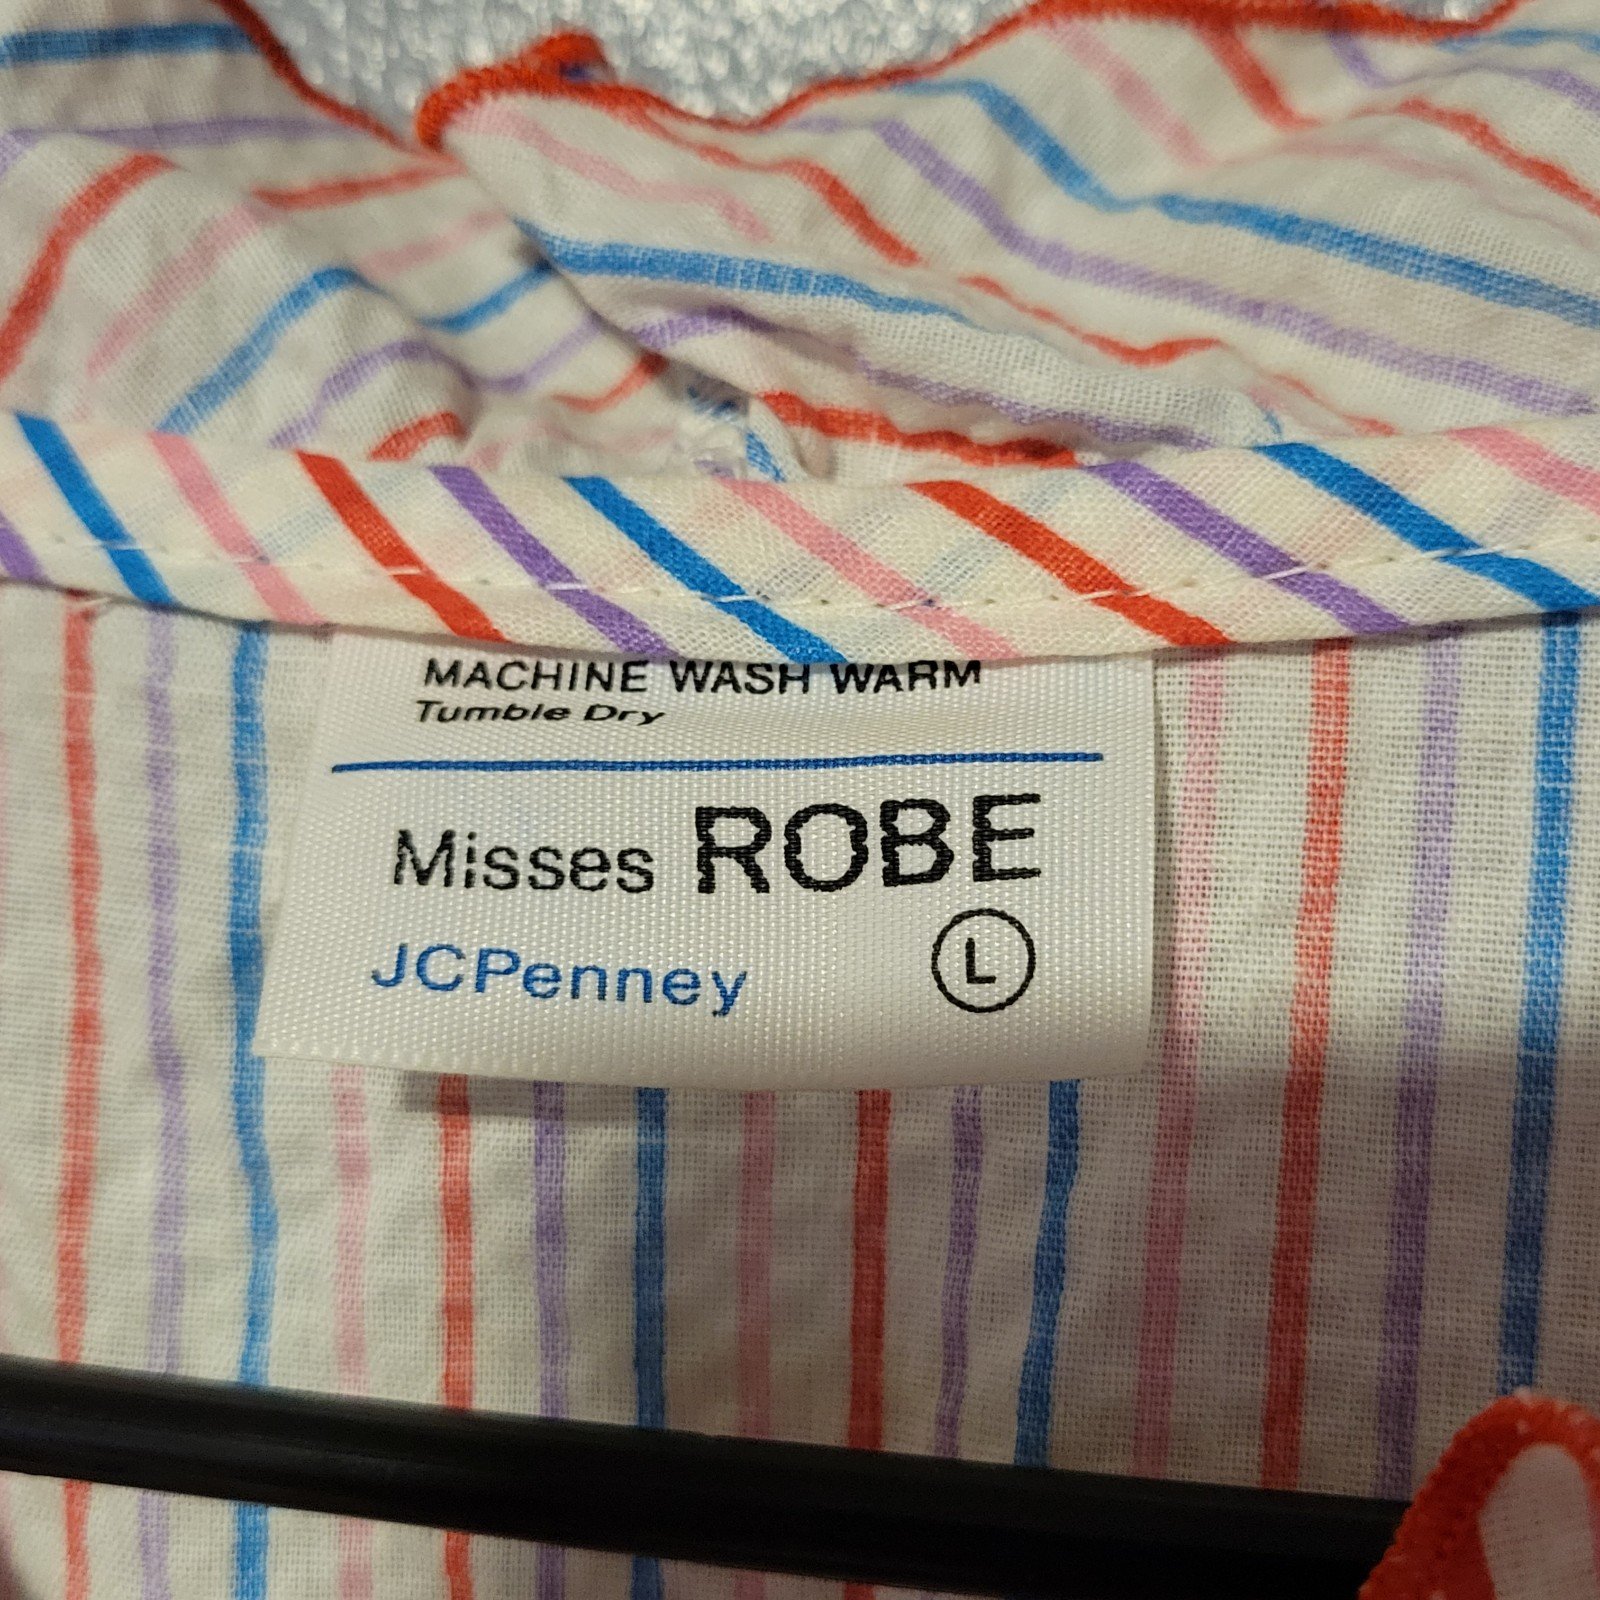 MACHINE WASH WARM
Tumble Dry
Misses ROBE
JCPenney L